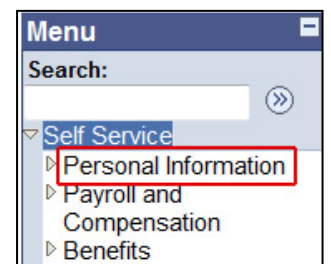 Menu
Search:
Self Service
Personal Information
Payroll and
Compensation
Benefits